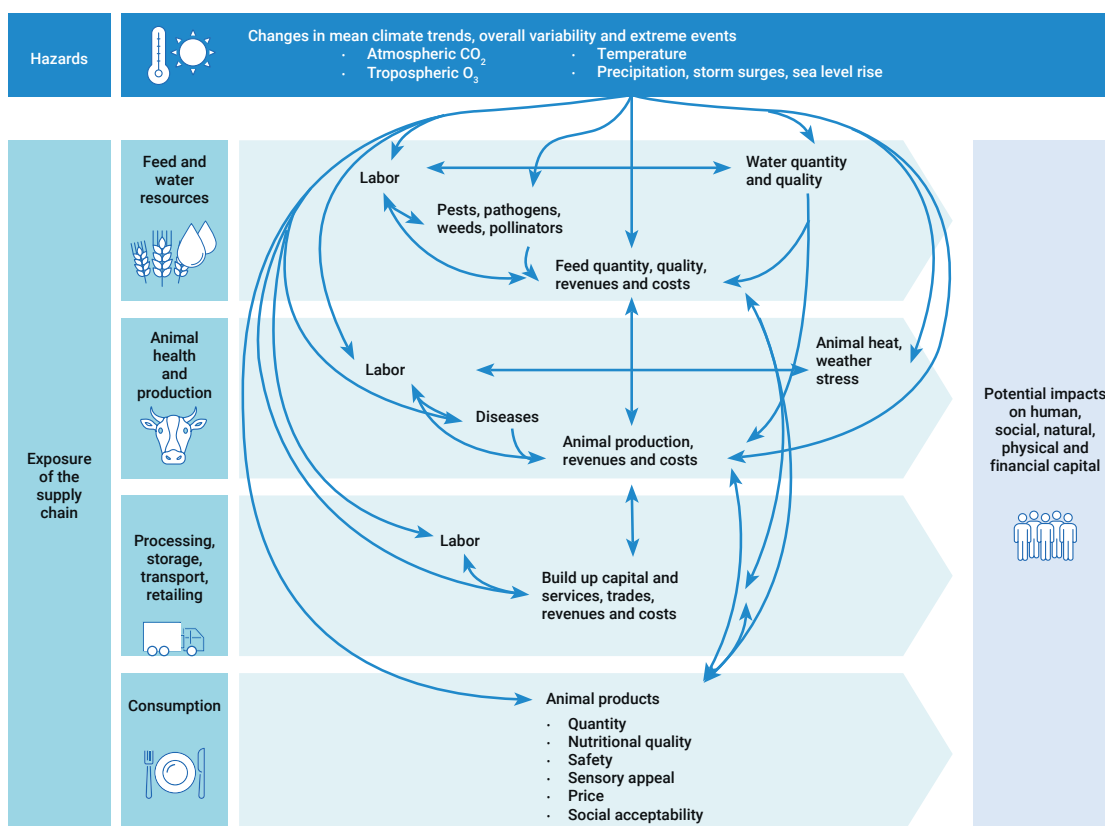 Hazards
Changes in mean climate trends, overall variability and extreme events
· Atmospheric CO₂
· Temperature
· Tropospheric O₃
· Precipitation, storm surges, sea level rise
Exposure
of the
supply
chain
Feed and
water
resources
Labor
Water quantity
and quality
Pests, pathogens,
weeds, pollinators
Feed quantity, quality,
revenues and costs
Animal
health and
production
Labor
Animal heat,
weather
stress
Diseases
Animal production,
revenues and costs
Processing,
storage,
transport,
retailing
Labor
Build up capital and
services, trades,
revenues and costs
Consumption
Animal products
· Quantity
· Nutritional quality
· Safety
· Sensory appeal
· Price
· Social acceptability
Potential impacts
on human,
social, natural,
physical and
financial capital